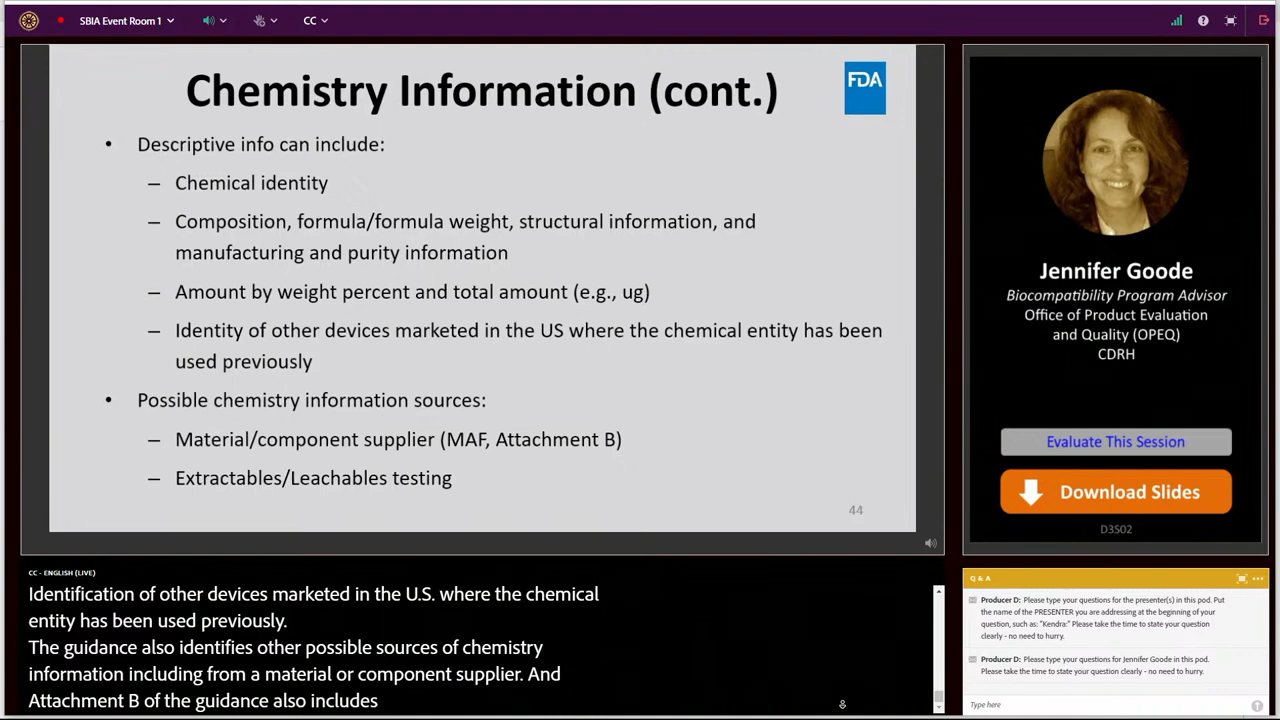 SBIA Event Room 1
CC
Chemistry Information (cont.)
FDA
• Descriptive info can include:
– Chemical identity
– Composition, formula/formula weight, structural information, and
manufacturing and purity information
– Amount by weight percent and total amount (e.g., ug)
– Identity of other devices marketed in the US where the chemical entity has been
used previously
• Possible chemistry information sources:
– Material/component supplier (MAF, Attachment B)
– Extractables/Leachables testing
44
Jennifer Goode
Biocompatibility Program Advisor
Office of Product Evaluation
and Quality (OPEQ)
CDRH
Evaluate This Session
Download Slides
D3S02
CC - ENGLISH (LIVE)
Identification of other devices marketed in the U.S. where the chemical
entity has been used previously.
The guidance also identifies other possible sources of chemistry
information including from a material or component supplier. And
Attachment B of the guidance also includes
Q & A
Producer D: Please type your questions for the presenter(s) in this pod. Put
the name of the PRESENTER you are addressing at the beginning of your
question, such as: "Kendra:" Please take the time to state your question
clearly - no need to hurry.
Producer D: Please type your questions for Jennifer Goode in this pod.
Please take the time to state your question clearly - no need to hurry.
Type here